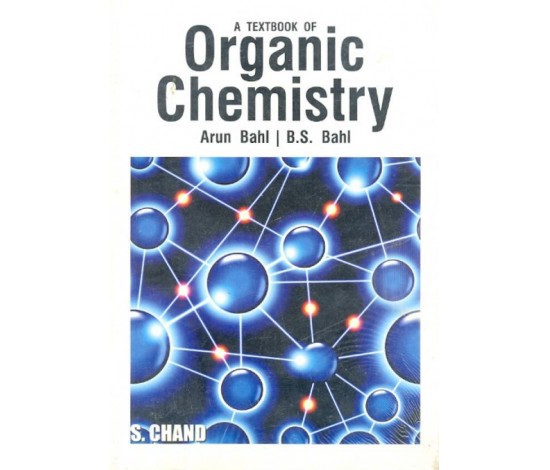 A TEXTBOOK OF
Organic
Chemistry
Arun Bahl | B.S. Bahl
S. CHAND